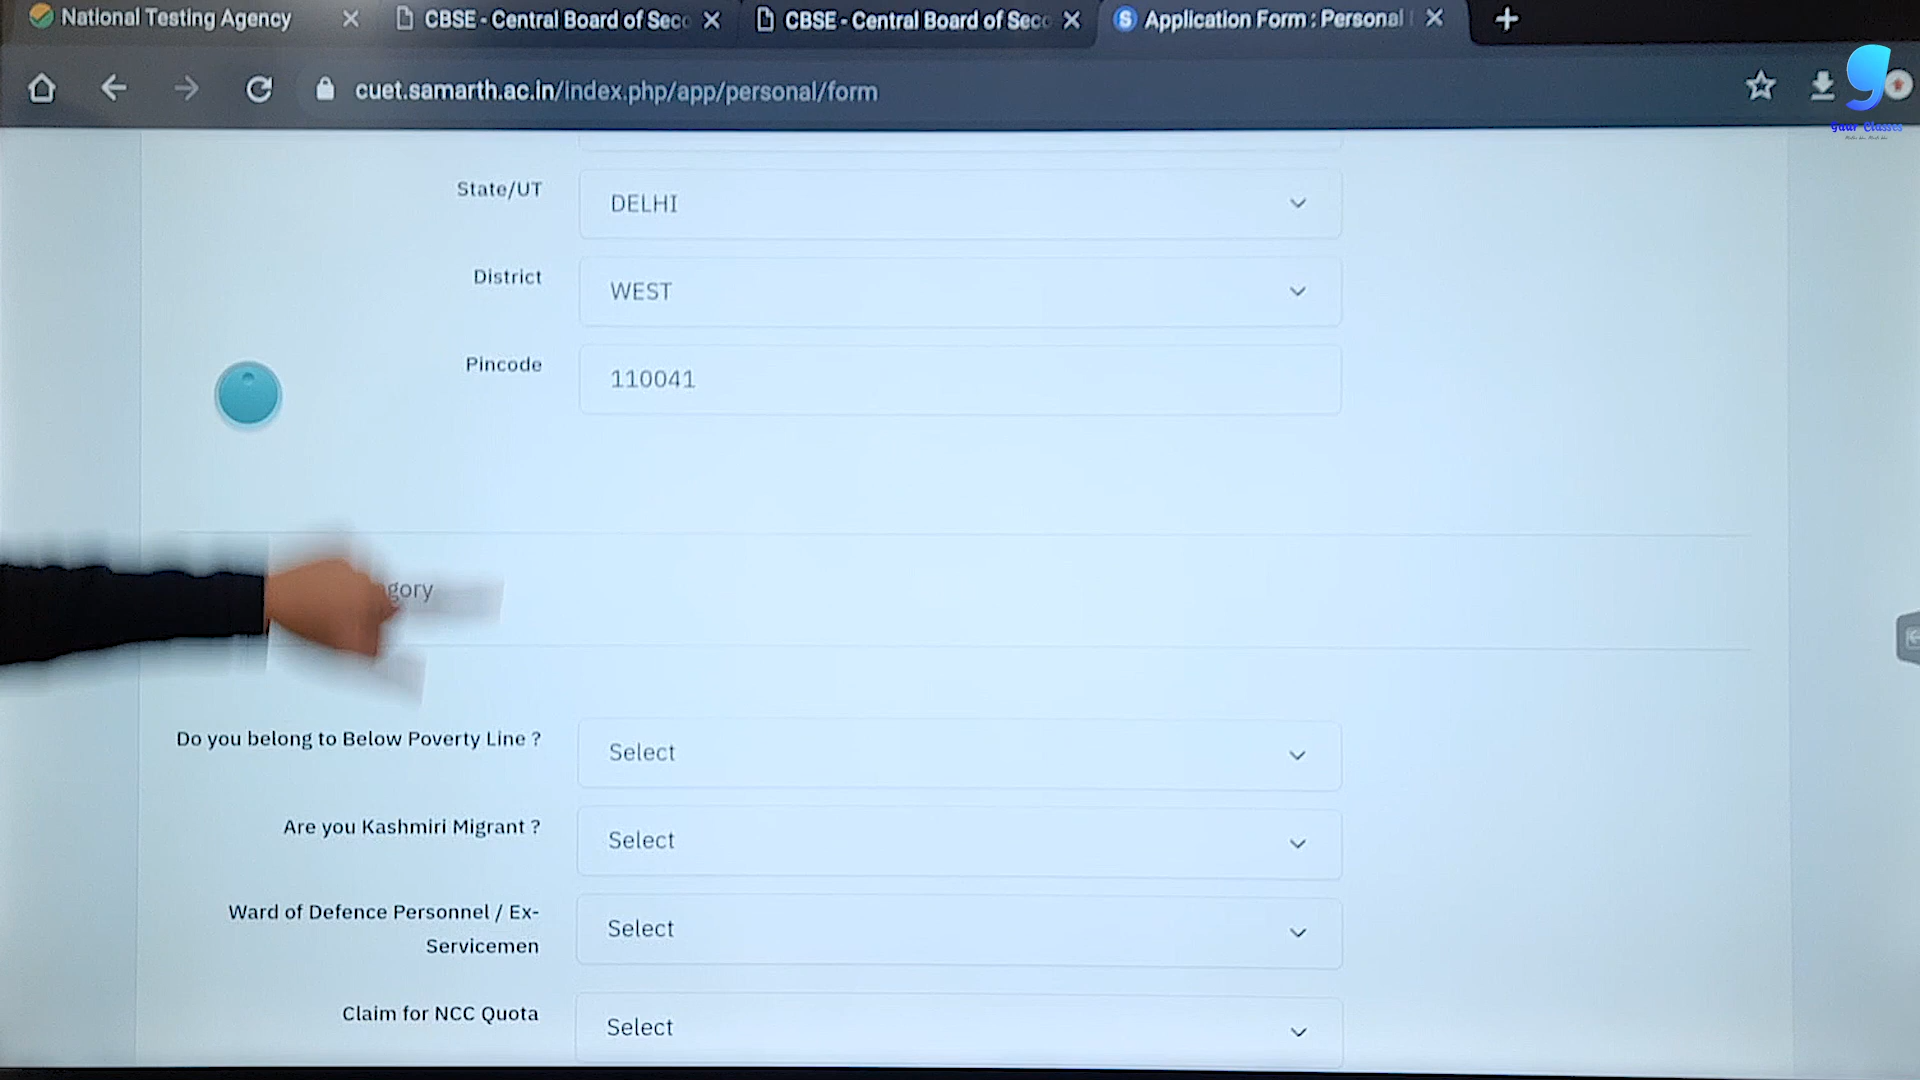 National Testing Agency
CBSE - Central Board of Seco
CBSE - Central Board of Seco
Application Form : Personal
cuet.samarth.ac.in/index.php/app/personal/form
Gaur Classes
State/UT
DELHI
District
WEST
Pincode
110041
gory
Do you belong to Below Poverty Line ?
Select
Are you Kashmiri Migrant ?
Select
Ward of Defence Personnel / Ex-
Servicemen
Select
Claim for NCC Quota
Select